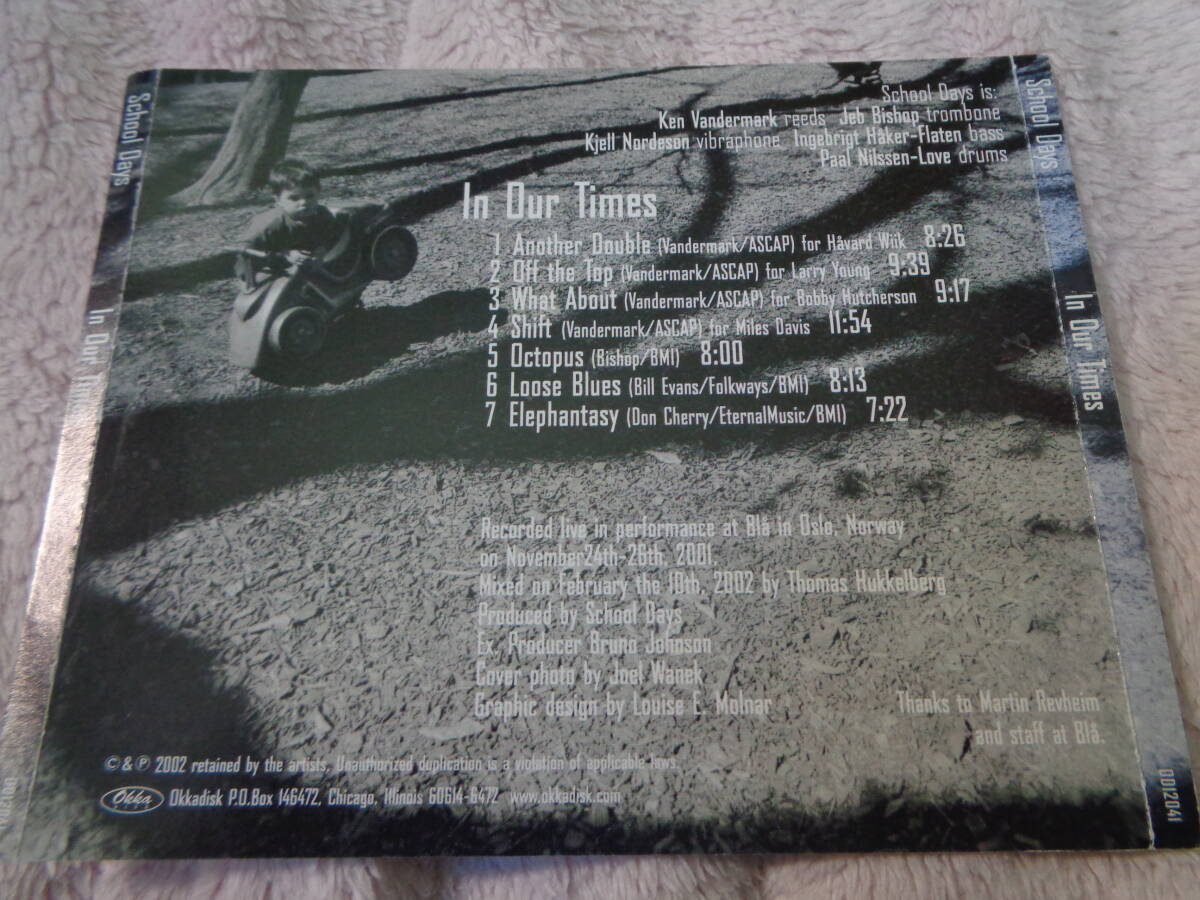 School Days is:
Ken Vandermark reeds Jeb Bishop trombone
Kjell Nordeson vibraphone Ingebrigt Håker-Flaten bass
Paal Nilssen-Love drums
In Our Times
1 Another Double (Vandermark/ASCAP) for Håvard Wiik 8:26
2 Off the Top (Vandermark/ASCAP) for Larry Young 9:39
3 What About (Vandermark/ASCAP) for Bobby Hutcherson 9:17
4 Shift (Vandermark/ASCAP) for Miles Davis 11:54
5 Octopus (Bishop/BMI) 8:00
6 Loose Blues (Bill Evans/Folkways/BMI) 8:13
7 Elephantasy (Don Cherry/EternalMusic/BMI) 7:22
Recorded live in performance at Blå in Oslo, Norway
on November24th-26th, 2001.
Mixed on February the 10th, 2002 by Thomas Hukkelberg
Produced by School Days
Ex. Producer Bruno Johnson
Cover photo by Joel Wanek
Graphic design by Louise E. Molnar
Thanks to Martin Revheim
and staff at Blå.
© & ℗ 2002 retained by the artists. Unauthorized duplication is a violation of applicable laws.
Okka Okkadisk P.O.Box 146472, Chicago, Illinois 60614-6472 www.okkadisk.com
School Days
In Our Times
School Days
In Our Times
OD12041